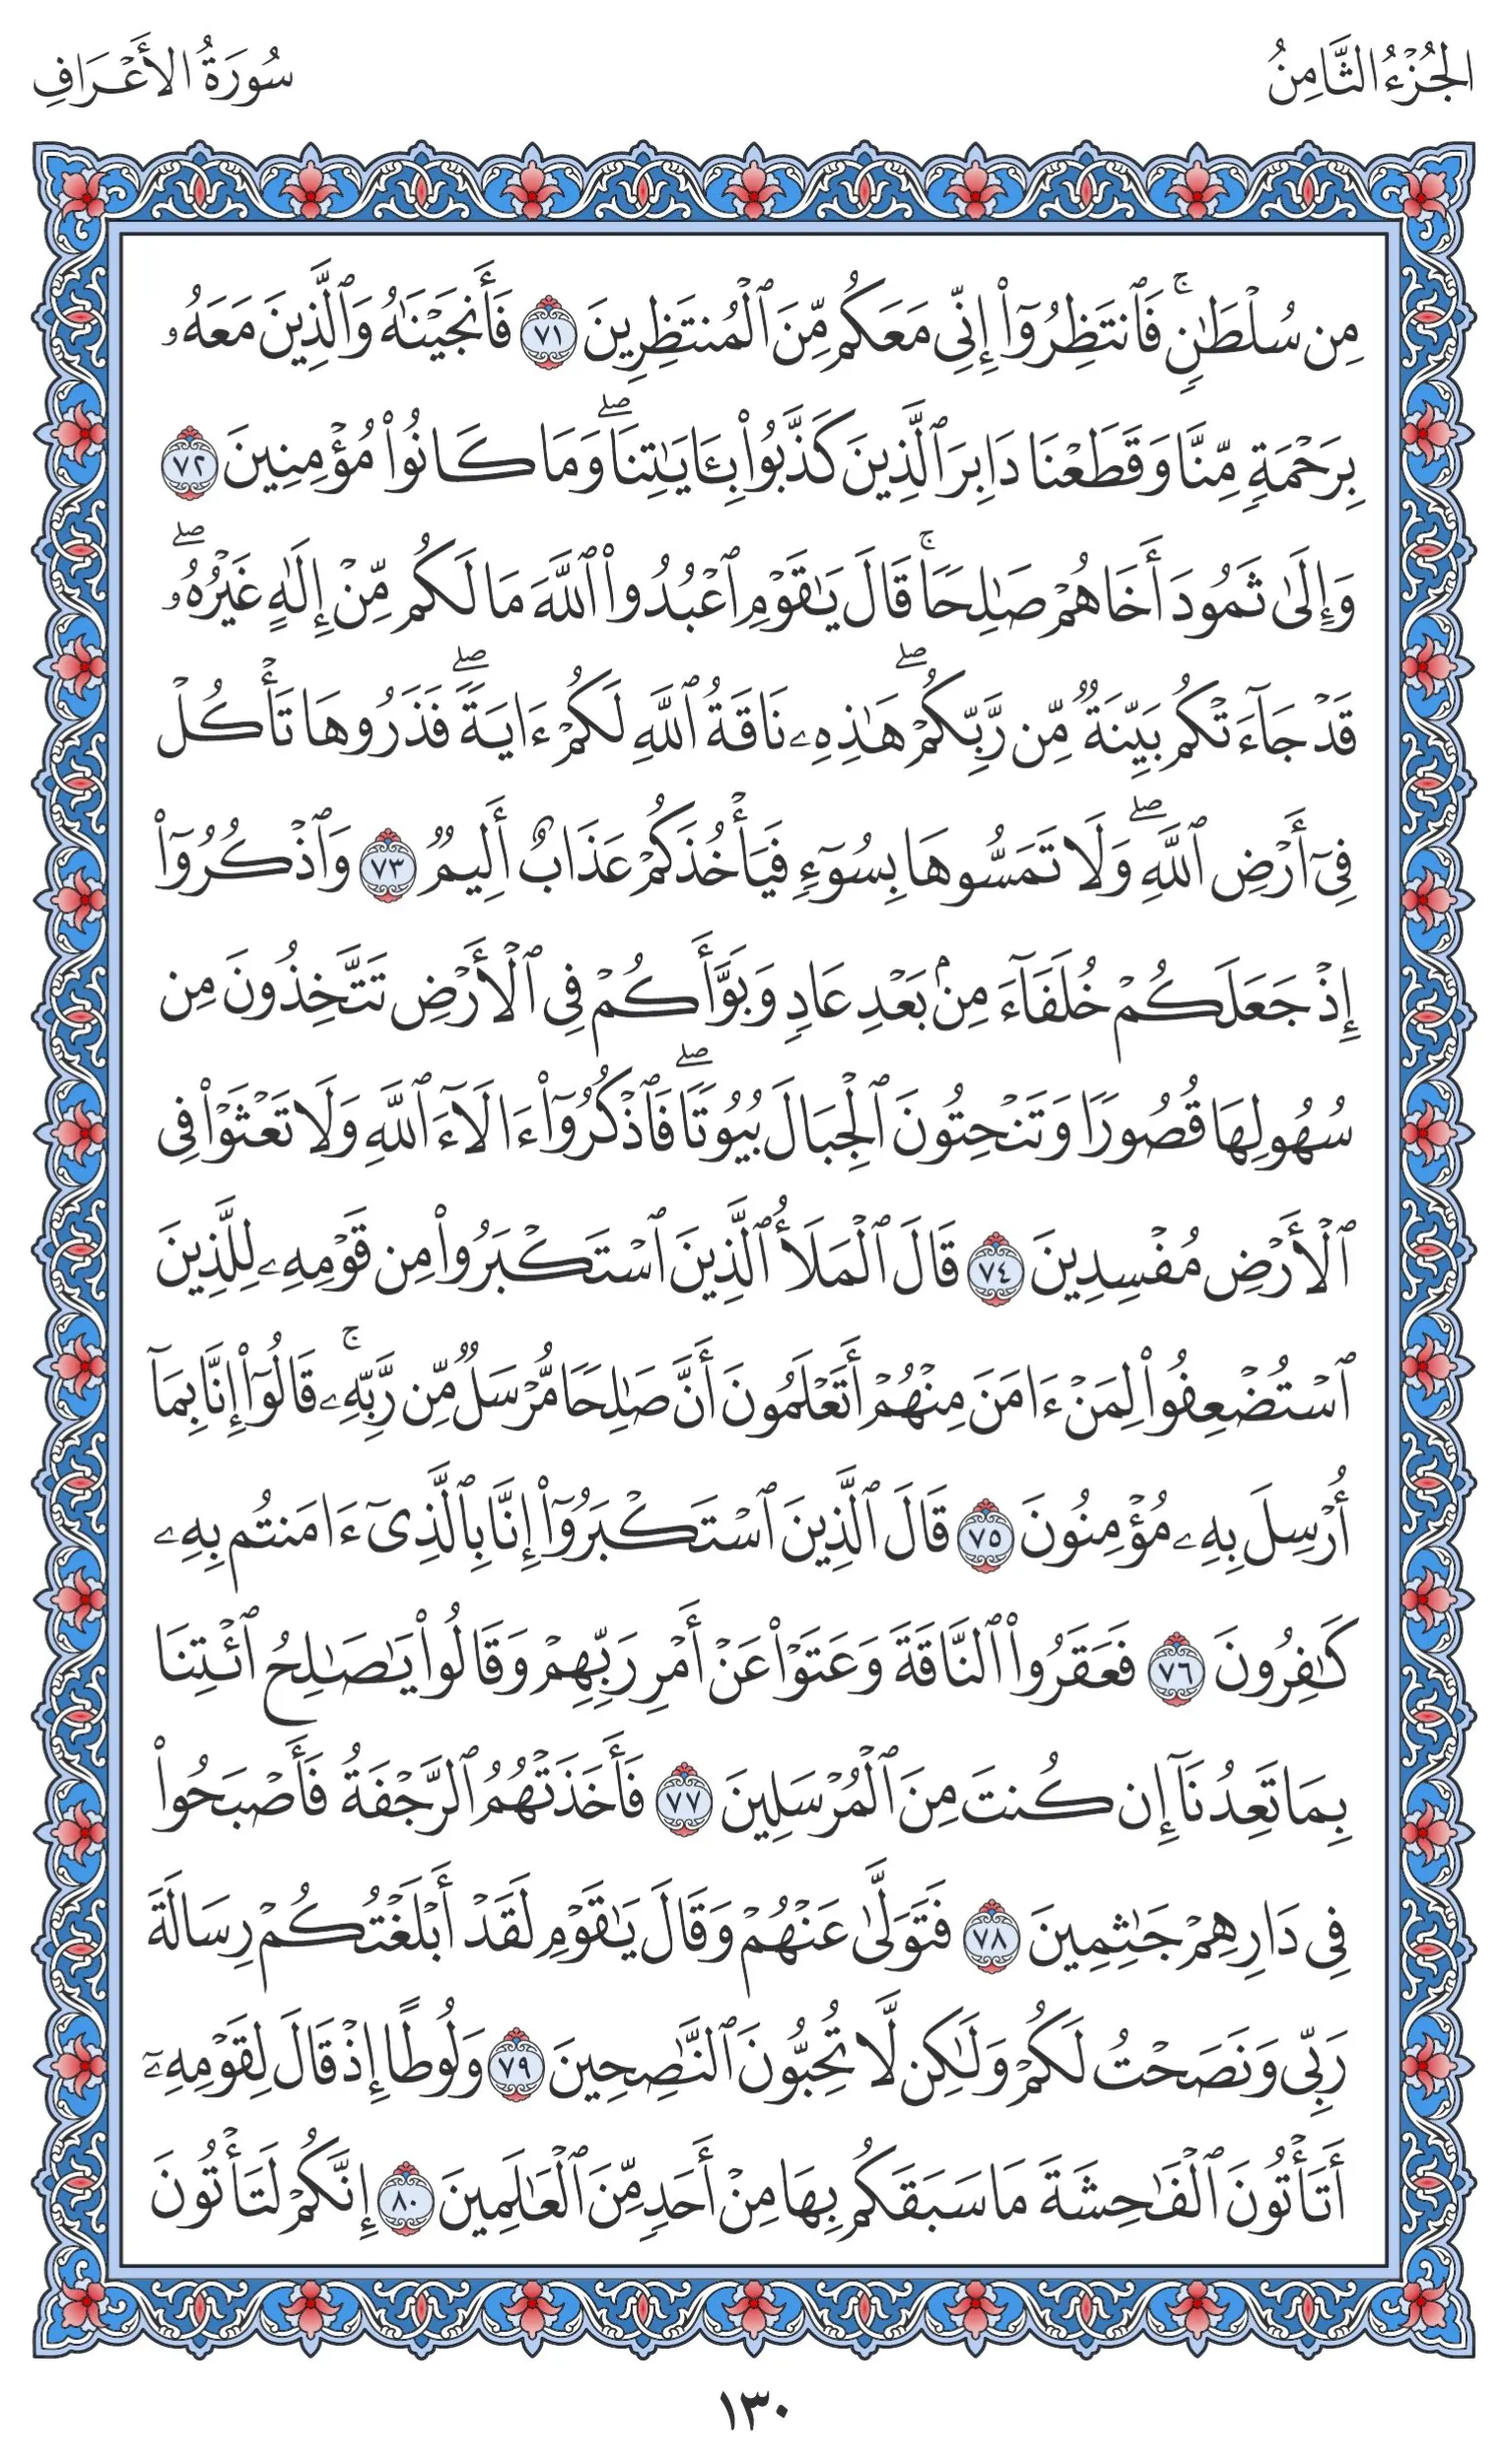 الجُزْءُ الثَّامِنُ
سُورَةُ الأَعْرَافِ
مِن سُلْطَٰنٍۚ فَٱنتَظِرُوٓا۟ إِنِّى مَعَكُم مِّنَ ٱلْمُنتَظِرِينَ ٧١ فَأَنجَيْنَٰهُ وَٱلَّذِينَ مَعَهُۥ
بِرَحْمَةٍ مِّنَّا وَقَطَعْنَا دَابِرَ ٱلَّذِينَ كَذَّبُوا۟ بِـَٔايَٰتِنَاۖ وَمَا كَانُوا۟ مُؤْمِنِينَ ٧٢
وَإِلَىٰ ثَمُودَ أَخَاهُمْ صَٰلِحًاۚ قَالَ يَٰقَوْمِ ٱعْبُدُوا۟ ٱللَّهَ مَا لَكُم مِّنْ إِلَٰهٍ غَيْرُهُۥۖ
قَدْ جَآءَتْكُم بَيِّنَةٌ مِّن رَّبِّكُمْۖ هَٰذِهِۦ نَاقَةُ ٱللَّهِ لَكُمْ ءَايَةًۖ فَذَرُوهَا تَأْكُلْ
فِىٓ أَرْضِ ٱللَّهِۖ وَلَا تَمَسُّوهَا بِسُوٓءٍ فَيَأْخُذَكُمْ عَذَابٌ أَلِيمٌ ٧٣ وَٱذْكُرُوٓا۟
إِذْ جَعَلَكُمْ خُلَفَآءَ مِنۢ بَعْدِ عَادٍ وَبَوَّأَكُمْ فِى ٱلْأَرْضِ تَتَّخِذُونَ مِن
سُهُولِهَا قُصُورًا وَتَنْحِتُونَ ٱلْجِبَالَ بُيُوتًاۖ فَٱذْكُرُوٓا۟ ءَالَآءَ ٱللَّهِ وَلَا تَعْثَوْا۟ فِى
ٱلْأَرْضِ مُفْسِدِينَ ٧٤ قَالَ ٱلْمَلَأُ ٱلَّذِينَ ٱسْتَكْبَرُوا۟ مِن قَوْمِهِۦ لِلَّذِينَ
ٱسْتُضْعِفُوا۟ لِمَنْ ءَامَنَ مِنْهُمْ أَتَعْلَمُونَ أَنَّ صَٰلِحًا مُّرْسَلٌ مِّن رَّبِّهِۦۚ قَالُوٓا۟ إِنَّا بِمَآ
أُرْسِلَ بِهِۦ مُؤْمِنُونَ ٧٥ قَالَ ٱلَّذِينَ ٱسْتَكْبَرُوٓا۟ إِنَّا بِٱلَّذِىٓ ءَامَنتُم بِهِۦ
كَٰفِرُونَ ٧٦ فَعَقَرُوا۟ ٱلنَّاقَةَ وَعَتَوْا۟ عَنْ أَمْرِ رَبِّهِمْ وَقَالُوا۟ يَٰصَٰلِحُ ٱئْتِنَا
بِمَا تَعِدُنَآ إِن كُنتَ مِنَ ٱلْمُرْسَلِينَ ٧٧ فَأَخَذَتْهُمُ ٱلرَّجْفَةُ فَأَصْبَحُوا۟
فِى دَارِهِمْ جَٰثِمِينَ ٧٨ فَتَوَلَّىٰ عَنْهُمْ وَقَالَ يَٰقَوْمِ لَقَدْ أَبْلَغْتُكُمْ رِسَالَةَ
رَبِّى وَنَصَحْتُ لَكُمْ وَلَٰكِن لَّا تُحِبُّونَ ٱلنَّٰصِحِينَ ٧٩ وَلُوطًا إِذْ قَالَ لِقَوْمِهِۦٓ
أَتَأْتُونَ ٱلْفَٰحِشَةَ مَا سَبَقَكُم بِهَا مِنْ أَحَدٍ مِّنَ ٱلْعَٰلَمِينَ ٨٠ إِنَّكُمْ لَتَأْتُونَ
١٣٠